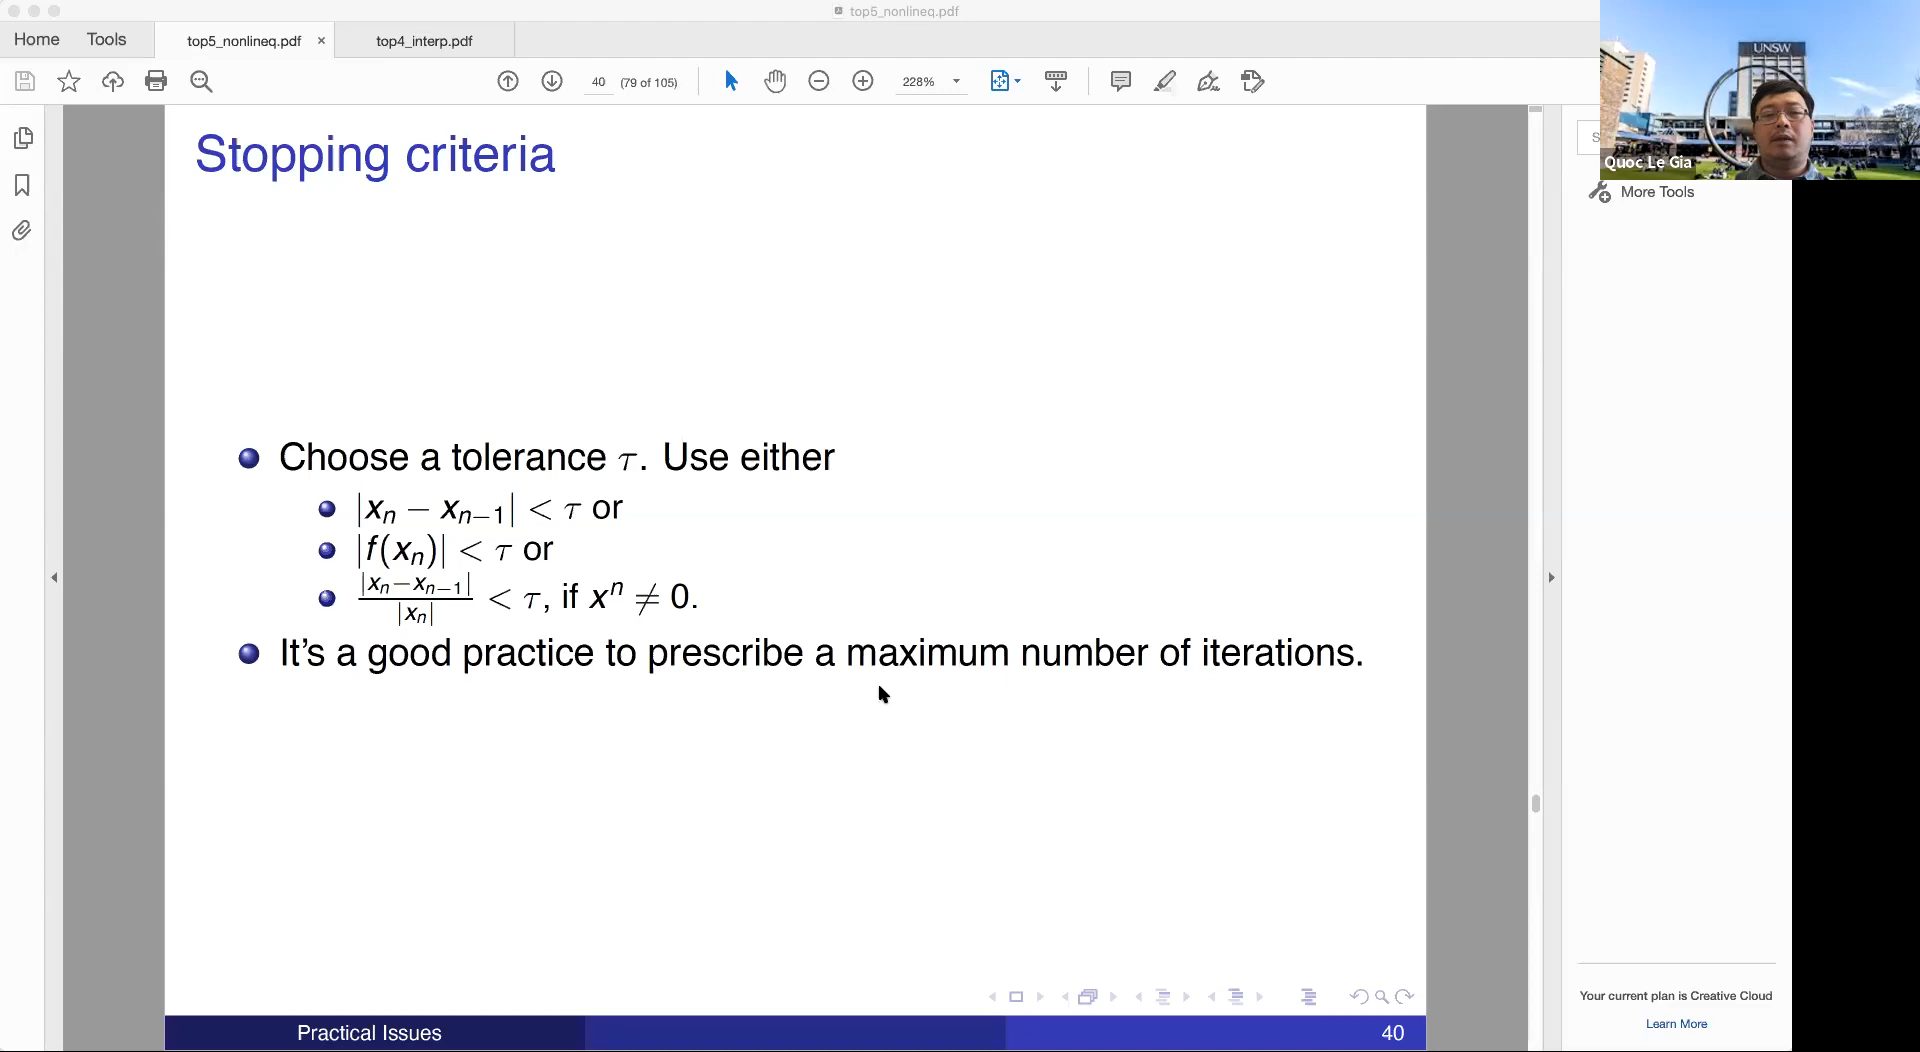 top5_nonlineq.pdf
Home Tools top5_nonlineq.pdf × top4_interp.pdf
40 (79 of 105) 228%
UNSW
Quoc Le Gia
S
More Tools
Stopping criteria
Choose a tolerance τ. Use either
|xₙ − xₙ₋₁| < τ or
|f(xₙ)| < τ or
|xₙ−xₙ₋₁| / |xₙ| < τ, if xⁿ ≠ 0.
It's a good practice to prescribe a maximum number of iterations.
Your current plan is Creative Cloud
Learn More
Practical Issues 40